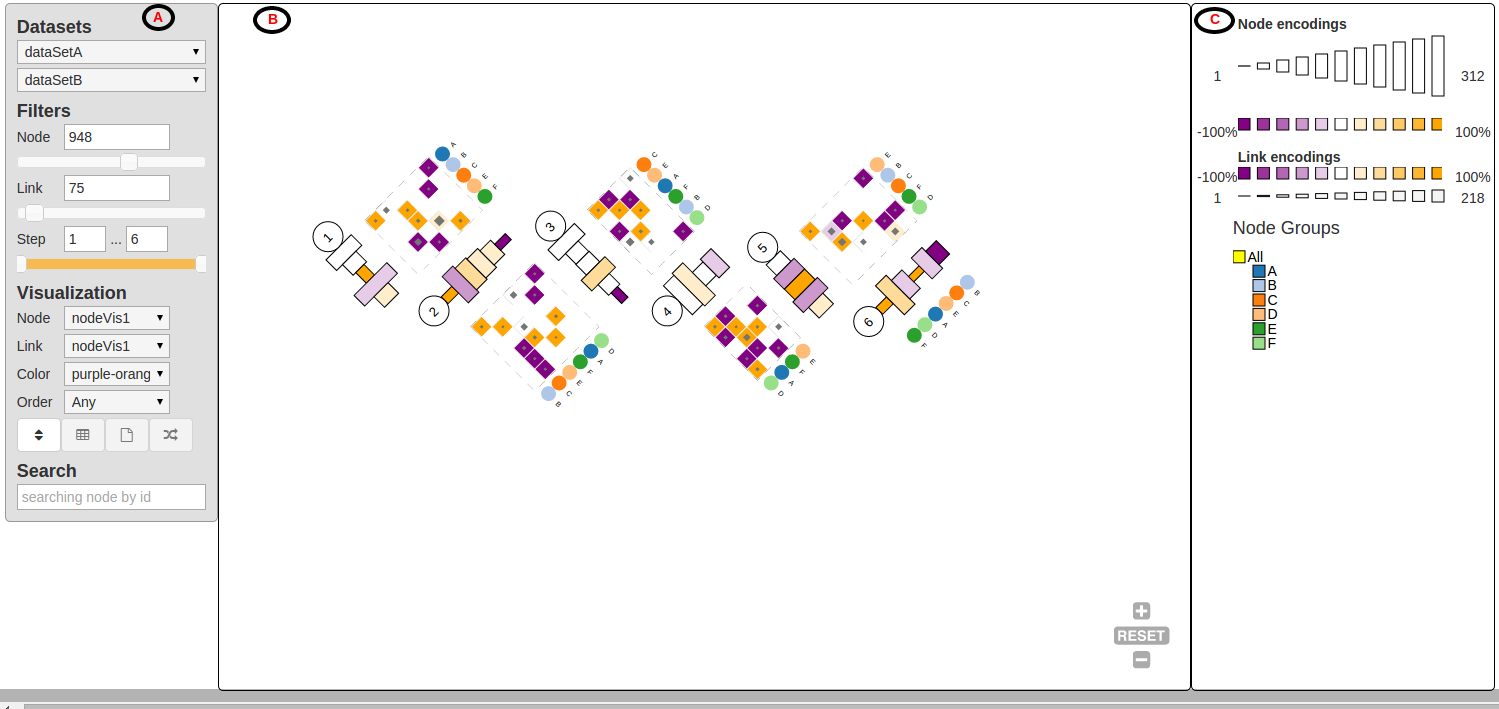 Datasets
A
dataSetA
dataSetB
Filters
Node 948
Link 75
Step 1 ... 6
Visualization
Node nodeVis1
Link nodeVis1
Color purple-orang
Order Any
Search
searching node by id
B
A
B
C
E
F
C
E
A
F
B
D
E
B
C
F
D
1
2
3
4
5
6
D
A
F
E
C
B
E
F
A
D
B
C
E
A
D
F
RESET
C
Node encodings
1 312
-100% 100%
Link encodings
-100% 100%
1 218
Node Groups
All
A
B
C
D
E
F